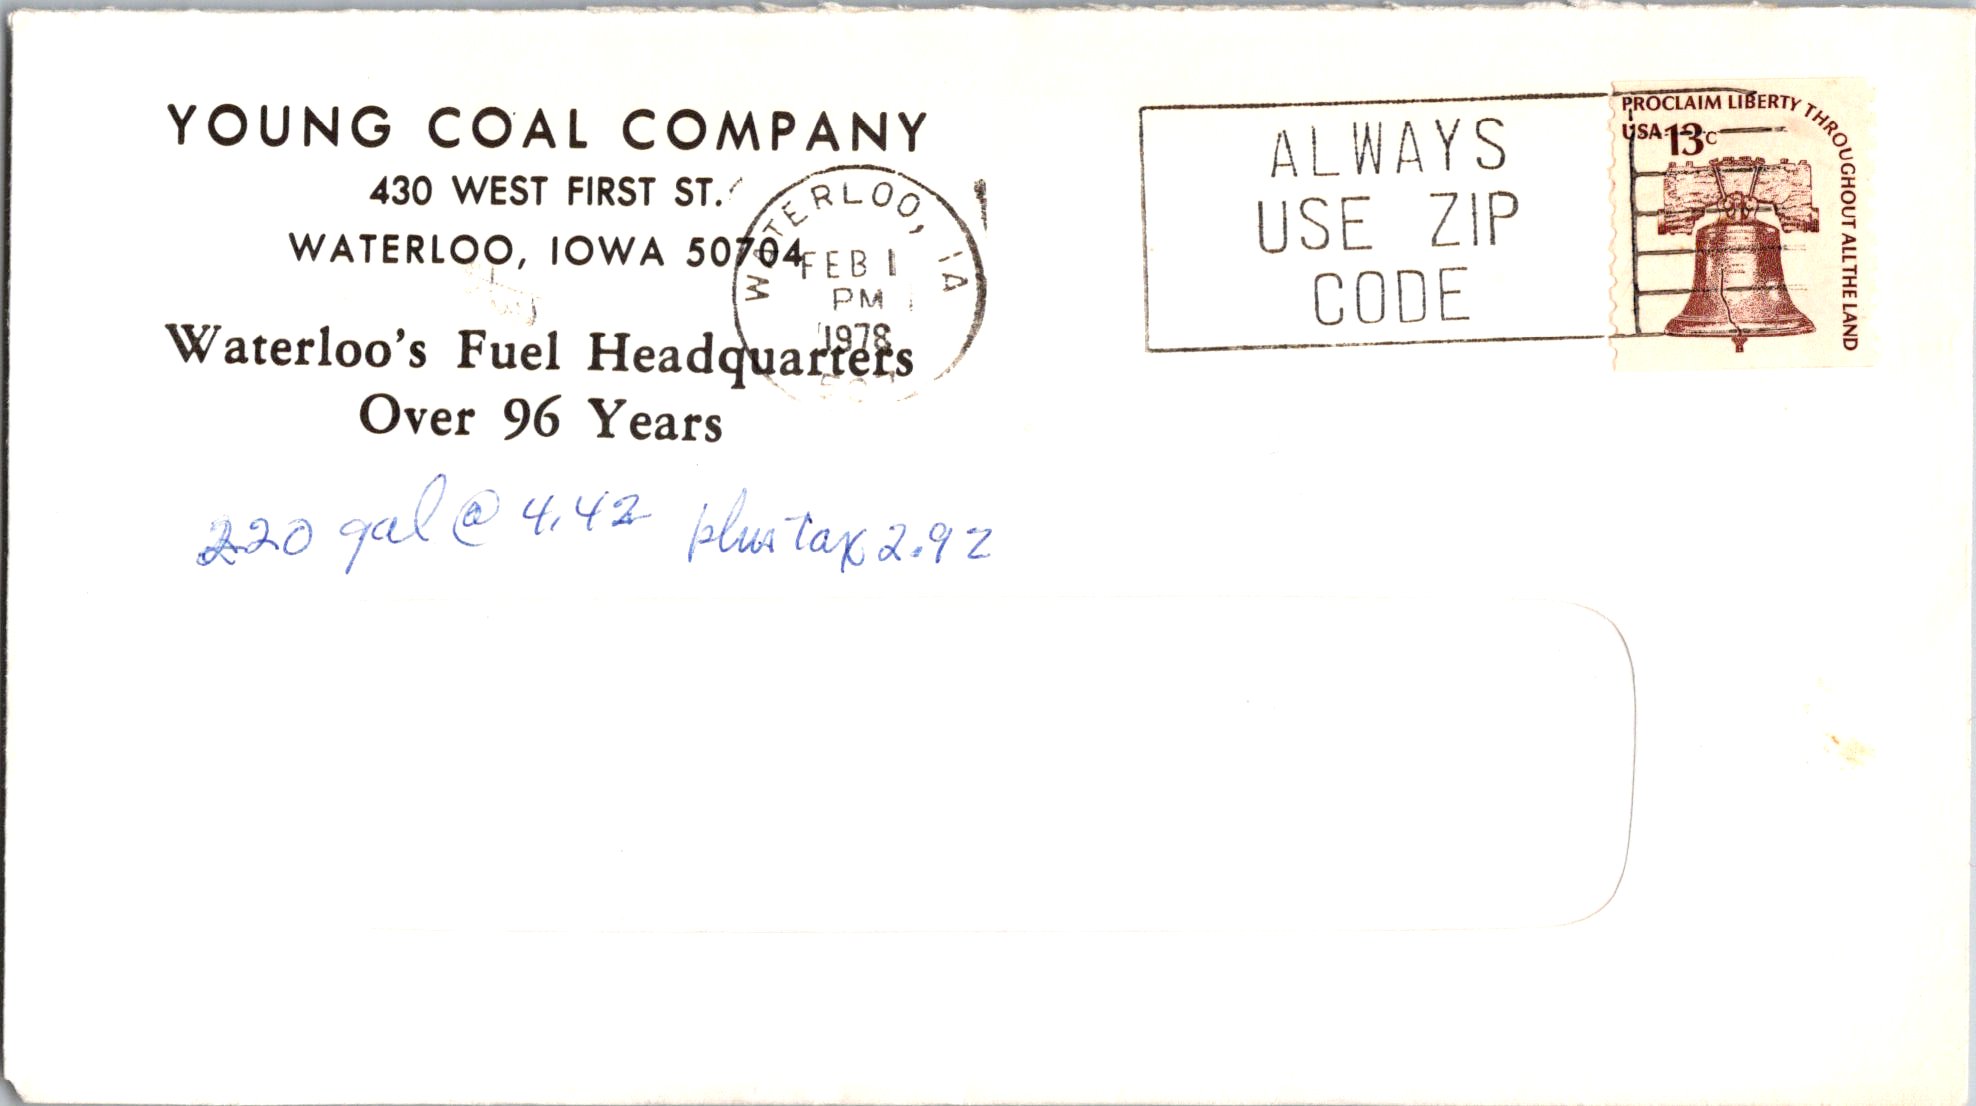 YOUNG COAL COMPANY
430 WEST FIRST ST.
WATERLOO, IOWA 50704
Waterloo's Fuel Headquarters
Over 96 Years
WATERLOO, IA
FEB 1
PM
1978
ALWAYS
USE ZIP
CODE
PROCLAIM LIBERTY THROUGHOUT ALL THE LAND
USA 13c
220 gal @ 4.42 plus tax 2.92